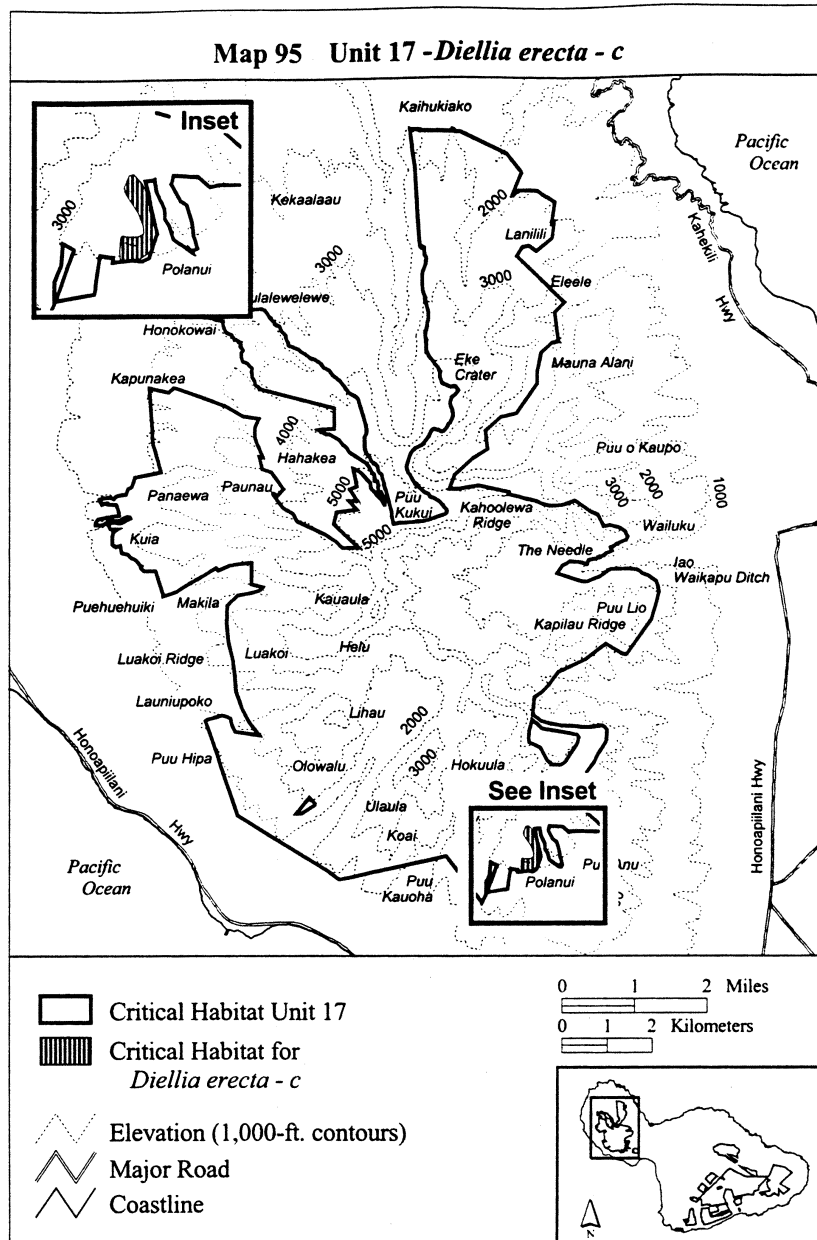 Map 95 Unit 17 - Diellia erecta - c
Inset
3000
Polanui
Kaihukiako
Pacific
Ocean
Kahekili
Hwy
Kekaalaau
2000
Lanilili
3000
3000
Eleele
ulalewelewe
Honokowai
Eke
Crater
Mauna Alani
Kapunakea
4000
Hahakea
Puu o Kaupo
Panaewa
Paunau
5000
Puu
Kukui
Kahoolewa
Ridge
3000
2000
1000
Wailuku
Kuia
5000
The Needle
Iao
Waikapu Ditch
Puehuehuiki
Makila
Kauaula
Puu Lio
Kapilau Ridge
Luakoi Ridge
Luakoi
Helu
Launiupoko
Lihau
2000
Honoapiilani
Hwy
Puu Hipa
Olowalu
3000
Hokuula
Honoapiilani Hwy
Ulaula
Koai
See Inset
Polanui
Pu
Anu
Pacific
Ocean
Puu
Kauoha
Critical Habitat Unit 17
Critical Habitat for
Diellia erecta - c
Elevation (1,000-ft. contours)
Major Road
Coastline
0 1 2 Miles
0 1 2 Kilometers
N